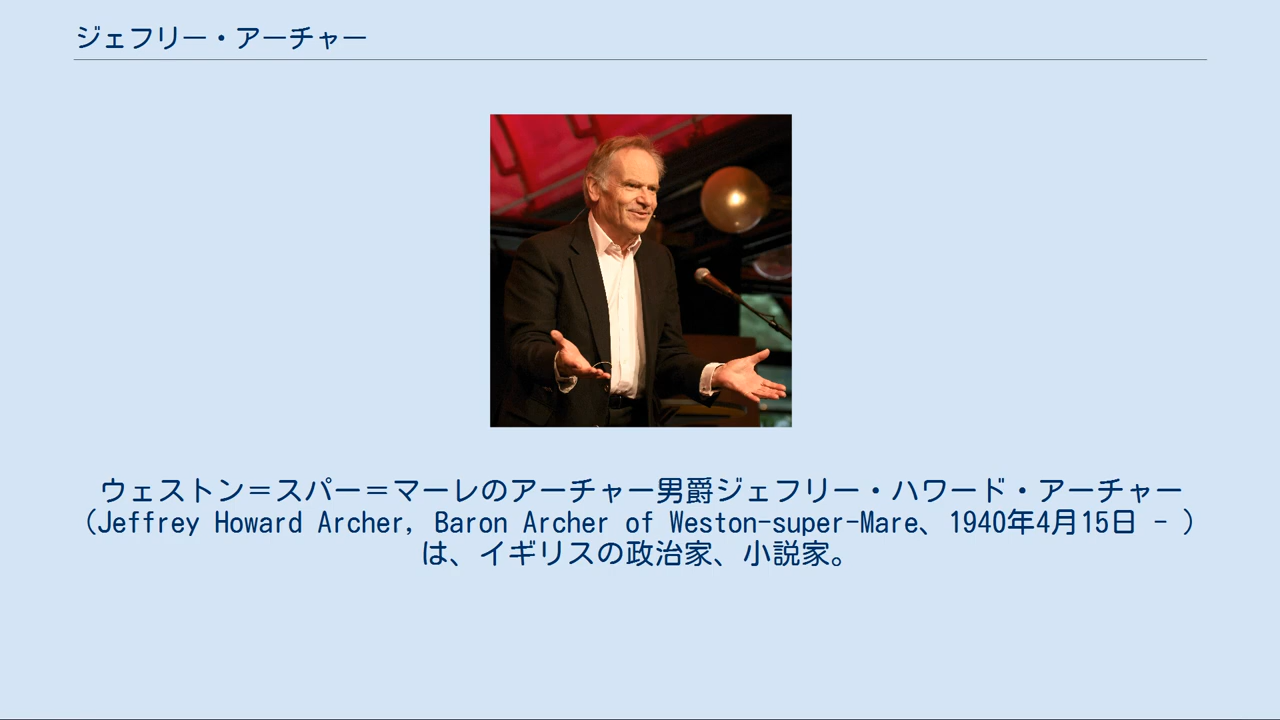 ジェフリー・アーチャー
ウェストン＝スパー＝マーレのアーチャー男爵ジェフリー・ハワード・アーチャー
（Jeffrey Howard Archer, Baron Archer of Weston-super-Mare、1940年4月15日 - ）
は、イギリスの政治家、小説家。